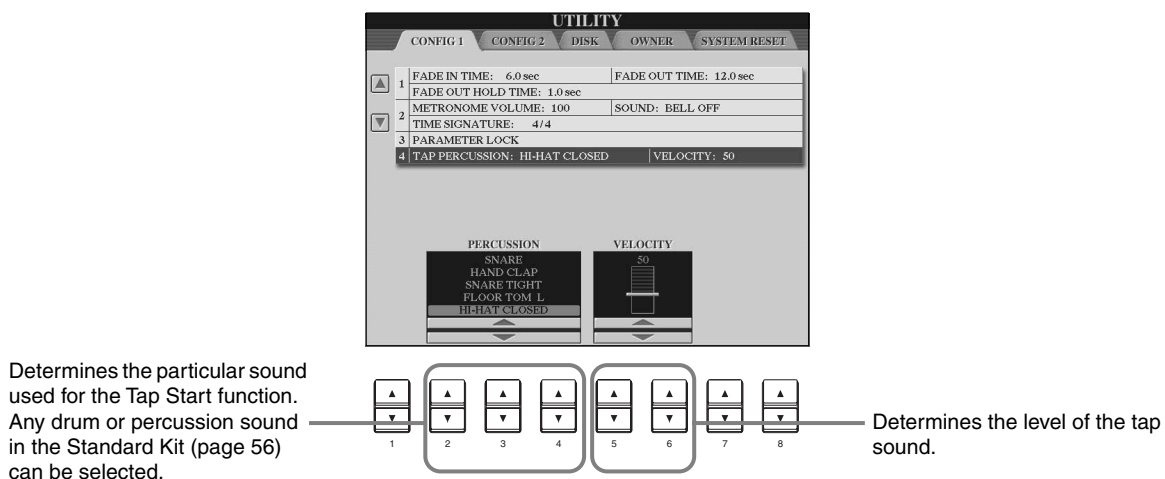 UTILITY
CONFIG 1 CONFIG 2 DISK OWNER SYSTEM RESET
1 FADE IN TIME: 6.0 sec FADE OUT TIME: 12.0 sec
FADE OUT HOLD TIME: 1.0 sec
2 METRONOME VOLUME: 100 SOUND: BELL OFF
TIME SIGNATURE: 4/4
3 PARAMETER LOCK
4 TAP PERCUSSION: HI-HAT CLOSED VELOCITY: 50
PERCUSSION VELOCITY
SNARE 50
HAND CLAP
SNARE TIGHT
FLOOR TOM L
HI-HAT CLOSED
Determines the particular sound
used for the Tap Start function.
Any drum or percussion sound
in the Standard Kit (page 56)
can be selected.
1 2 3 4 5 6 7 8
Determines the level of the tap
sound.